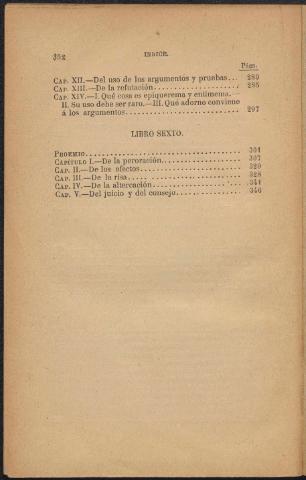 352 INDICE.
Págs.
CAP. XII.—Del uso de los argumentos y pruebas... 280
CAP. XIII.—De la refutación.................... 285
CAP. XIV.—I. Qué cosa es epiquerema y entimema.—
II. Su uso debe ser raro.—III. Qué adorno conviene
á los argumentos.......................... 297
LIBRO SEXTO.
PROEMIO........................................ 301
CAPÍTULO I.—De la peroración................... 307
CAP. II.—De los afectos........................ 320
CAP. III.—De la risa........................... 328
CAP. IV.—De la altercación..................... 341
CAP. V.—Del juicio y del consejo............... 346